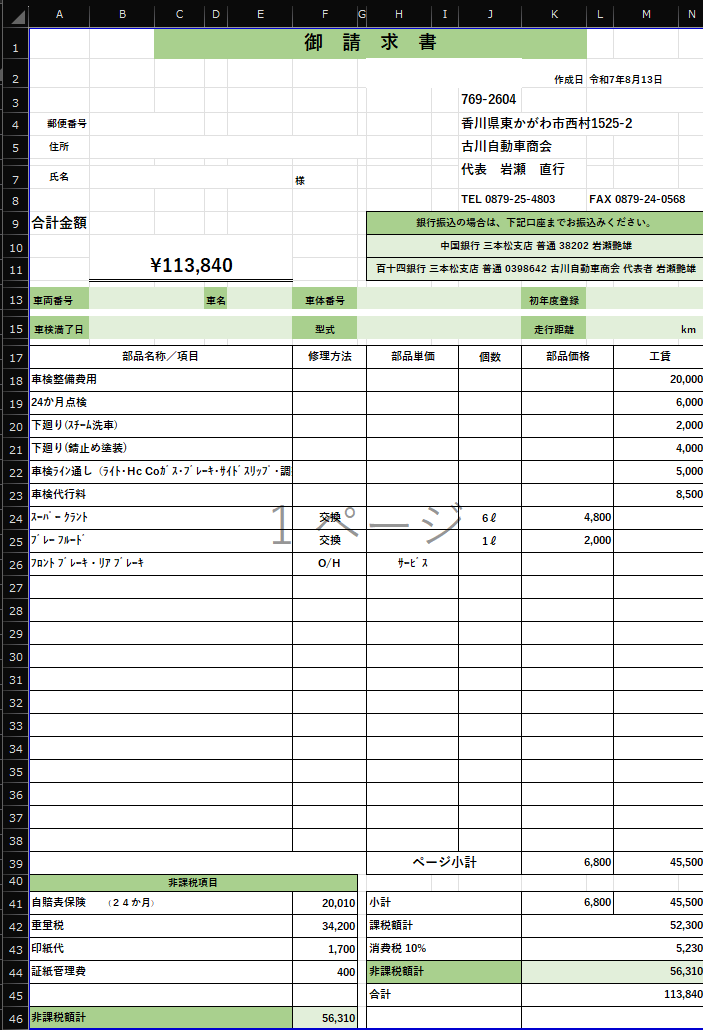 A B C D E F G H I J K L M N
1 御 請 求 書
2 作成日 令和7年8月13日
3 769-2604
4 郵便番号 香川県東かがわ市西村1525-2
5 住所 古川自動車商会
7 氏名 様 代表 岩瀬 直行
8 TEL 0879-25-4803 FAX 0879-24-0568
9 合計金額 銀行振込の場合は、下記口座までお振込みください。
10 中国銀行 三本松支店 普通 38202 岩瀬艶雄
11 ¥113,840 百十四銀行 三本松支店 普通 0398642 古川自動車商会 代表者 岩瀬艶雄
13 車両番号 車名 車体番号 初年度登録
15 車検満了日 型式 走行距離 km
17 部品名称／項目 修理方法 部品単価 個数 部品価格 工賃
18 車検整備費用 20,000
19 24か月点検 6,000
20 下廻り(ｽﾁｰﾑ洗車) 2,000
21 下廻り(錆止め塗装) 4,000
22 車検ﾗｲﾝ通し（ﾗｲﾄ･Hc Coｶﾞｽ･ﾌﾞﾚｰｷ･ｻｲﾄﾞｽﾘｯﾌﾟ･調 5,000
23 車検代行料 8,500
24 ｽｰﾊﾟｰｸﾗﾝﾄ 交換 6ℓ 4,800
1 ページ
25 ﾌﾞﾚｰﾌﾙｰﾄﾞ 交換 1ℓ 2,000
26 ﾌﾛﾝﾄﾌﾞﾚｰｷ・ﾘｱﾌﾞﾚｰｷ O/H ｻｰﾋﾞｽ
27
28
29
30
31
32
33
34
35
36
37
38
39 ページ小計 6,800 45,500
40 非課税項目
41 自賠責保険 （２４か月） 20,010 小計 6,800 45,500
42 重量税 34,200 課税額計 52,300
43 印紙代 1,700 消費税 10% 5,230
44 証紙管理費 400 非課税額計 56,310
45 合計 113,840
46 非課税額計 56,310